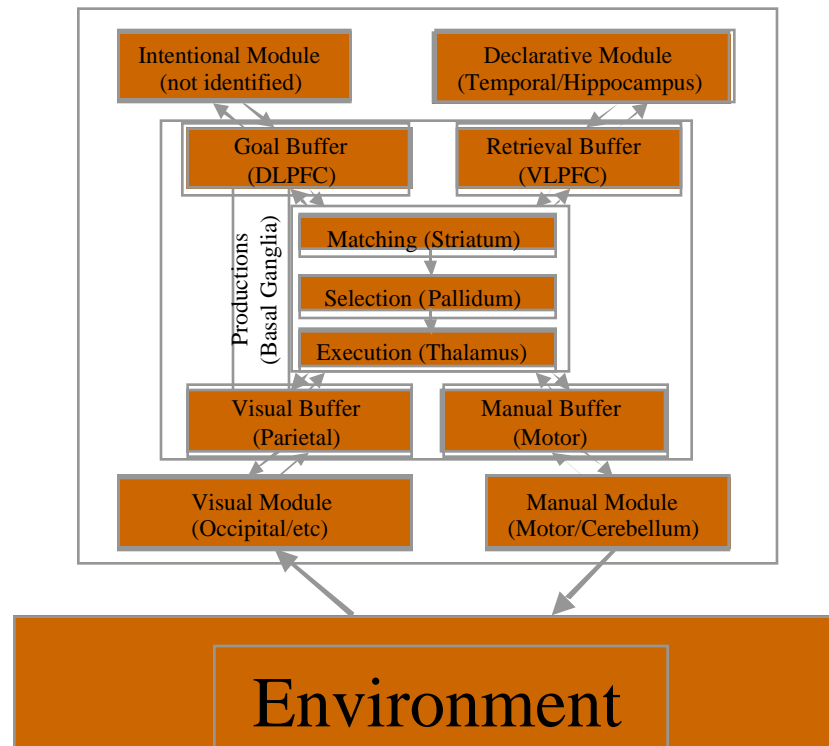 Intentional Module
(not identified)
Declarative Module
(Temporal/Hippocampus)
Goal Buffer
(DLPFC)
Retrieval Buffer
(VLPFC)
Productions
(Basal Ganglia)
Matching (Striatum)
Selection (Pallidum)
Execution (Thalamus)
Visual Buffer
(Parietal)
Manual Buffer
(Motor)
Visual Module
(Occipital/etc)
Manual Module
(Motor/Cerebellum)
Environment